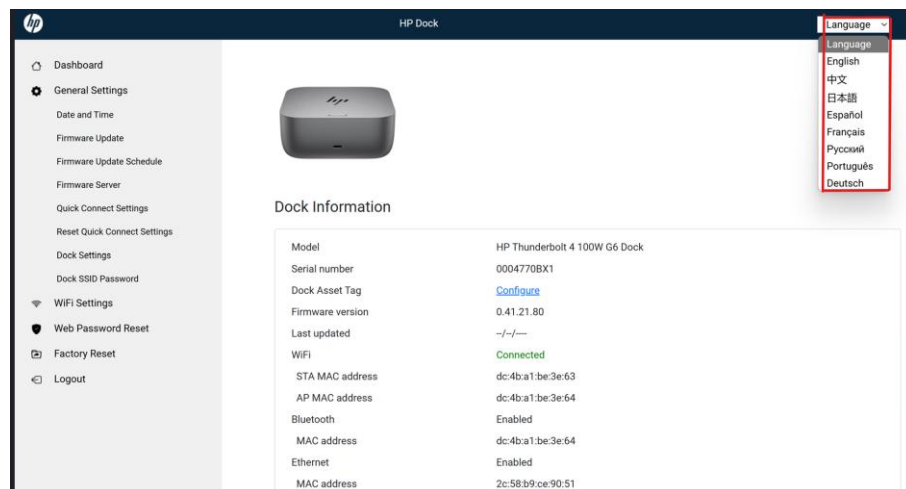 hp
HP Dock
Language
Language
English
中文
日本語
Español
Français
Русский
Português
Deutsch
Dashboard
General Settings
Date and Time
Firmware Update
Firmware Update Schedule
Firmware Server
Quick Connect Settings
Reset Quick Connect Settings
Dock Settings
Dock SSID Password
WiFi Settings
Web Password Reset
Factory Reset
Logout
hp
Dock Information
Model HP Thunderbolt 4 100W G6 Dock
Serial number 0004770BX1
Dock Asset Tag Configure
Firmware version 0.41.21.80
Last updated --/--/----
WiFi Connected
STA MAC address dc:4b:a1:be:3e:63
AP MAC address dc:4b:a1:be:3e:64
Bluetooth Enabled
MAC address dc:4b:a1:be:3e:64
Ethernet Enabled
MAC address 2c:58:b9:ce:90:51